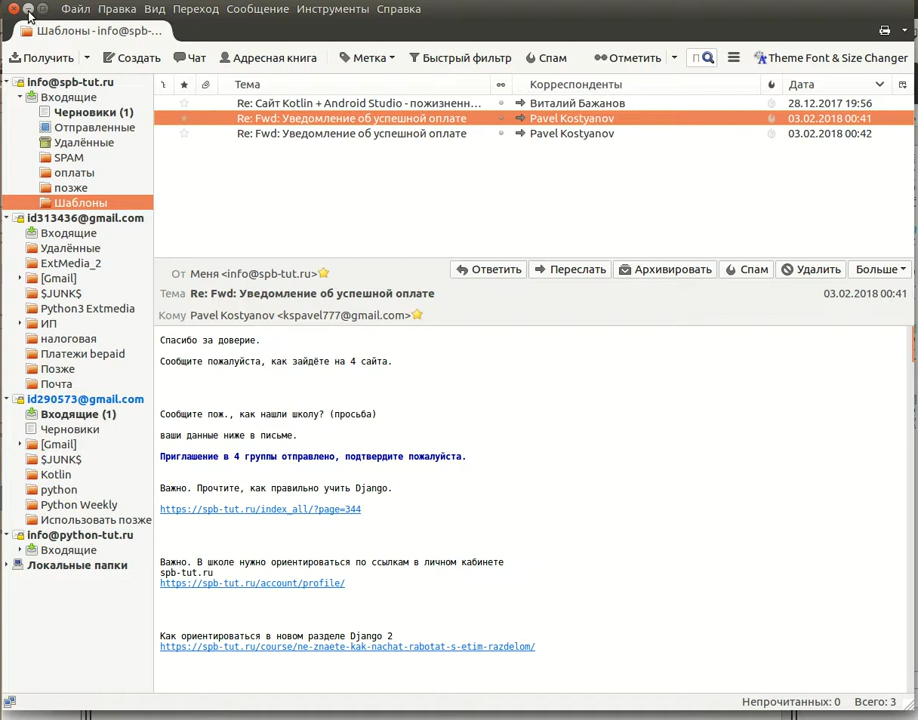 Файл Правка Вид Переход Сообщение Инструменты Справка
Шаблоны - info@spb-...
Получить Создать Чат Адресная книга Метка Быстрый фильтр Спам Отметить Theme Font & Size Changer
info@spb-tut.ru
Входящие
Черновики (1)
Отправленные
Удалённые
SPAM
оплаты
позже
Шаблоны
id313436@gmail.com
Входящие
Удалённые
ExtMedia_2
[Gmail]
$JUNK$
Python3 Extmedia
ИП
налоговая
Платежи bepaid
Позже
Почта
id290573@gmail.com
Входящие (1)
Черновики
[Gmail]
$JUNK$
Kotlin
python
Python Weekly
Использовать позже
info@python-tut.ru
Входящие
Локальные папки
Тема Корреспонденты Дата
Re: Сайт Kotlin + Android Studio - пожизненн... Виталий Бажанов 28.12.2017 19:56
Re: Fwd: Уведомление об успешной оплате Pavel Kostyanov 03.02.2018 00:41
Re: Fwd: Уведомление об успешной оплате Pavel Kostyanov 03.02.2018 00:42
От Меня <info@spb-tut.ru> Ответить Переслать Архивировать Спам Удалить Больше
Тема Re: Fwd: Уведомление об успешной оплате 03.02.2018 00:41
Кому Pavel Kostyanov <kspavel777@gmail.com>
Спасибо за доверие.
Сообщите пожалуйста, как зайдёте на 4 сайта.
Сообщите пож., как нашли школу? (просьба)
ваши данные ниже в письме.
Приглашение в 4 группы отправлено, подтвердите пожалуйста.
Важно. Прочтите, как правильно учить Django.
https://spb-tut.ru/index_all/?page=344
Важно. В школе нужно ориентироваться по ссылкам в личном кабинете
spb-tut.ru
https://spb-tut.ru/account/profile/
Как ориентироваться в новом разделе Django 2
https://spb-tut.ru/course/ne-znaete-kak-nachat-rabotat-s-etim-razdelom/
Непрочитанных: 0 Всего: 3